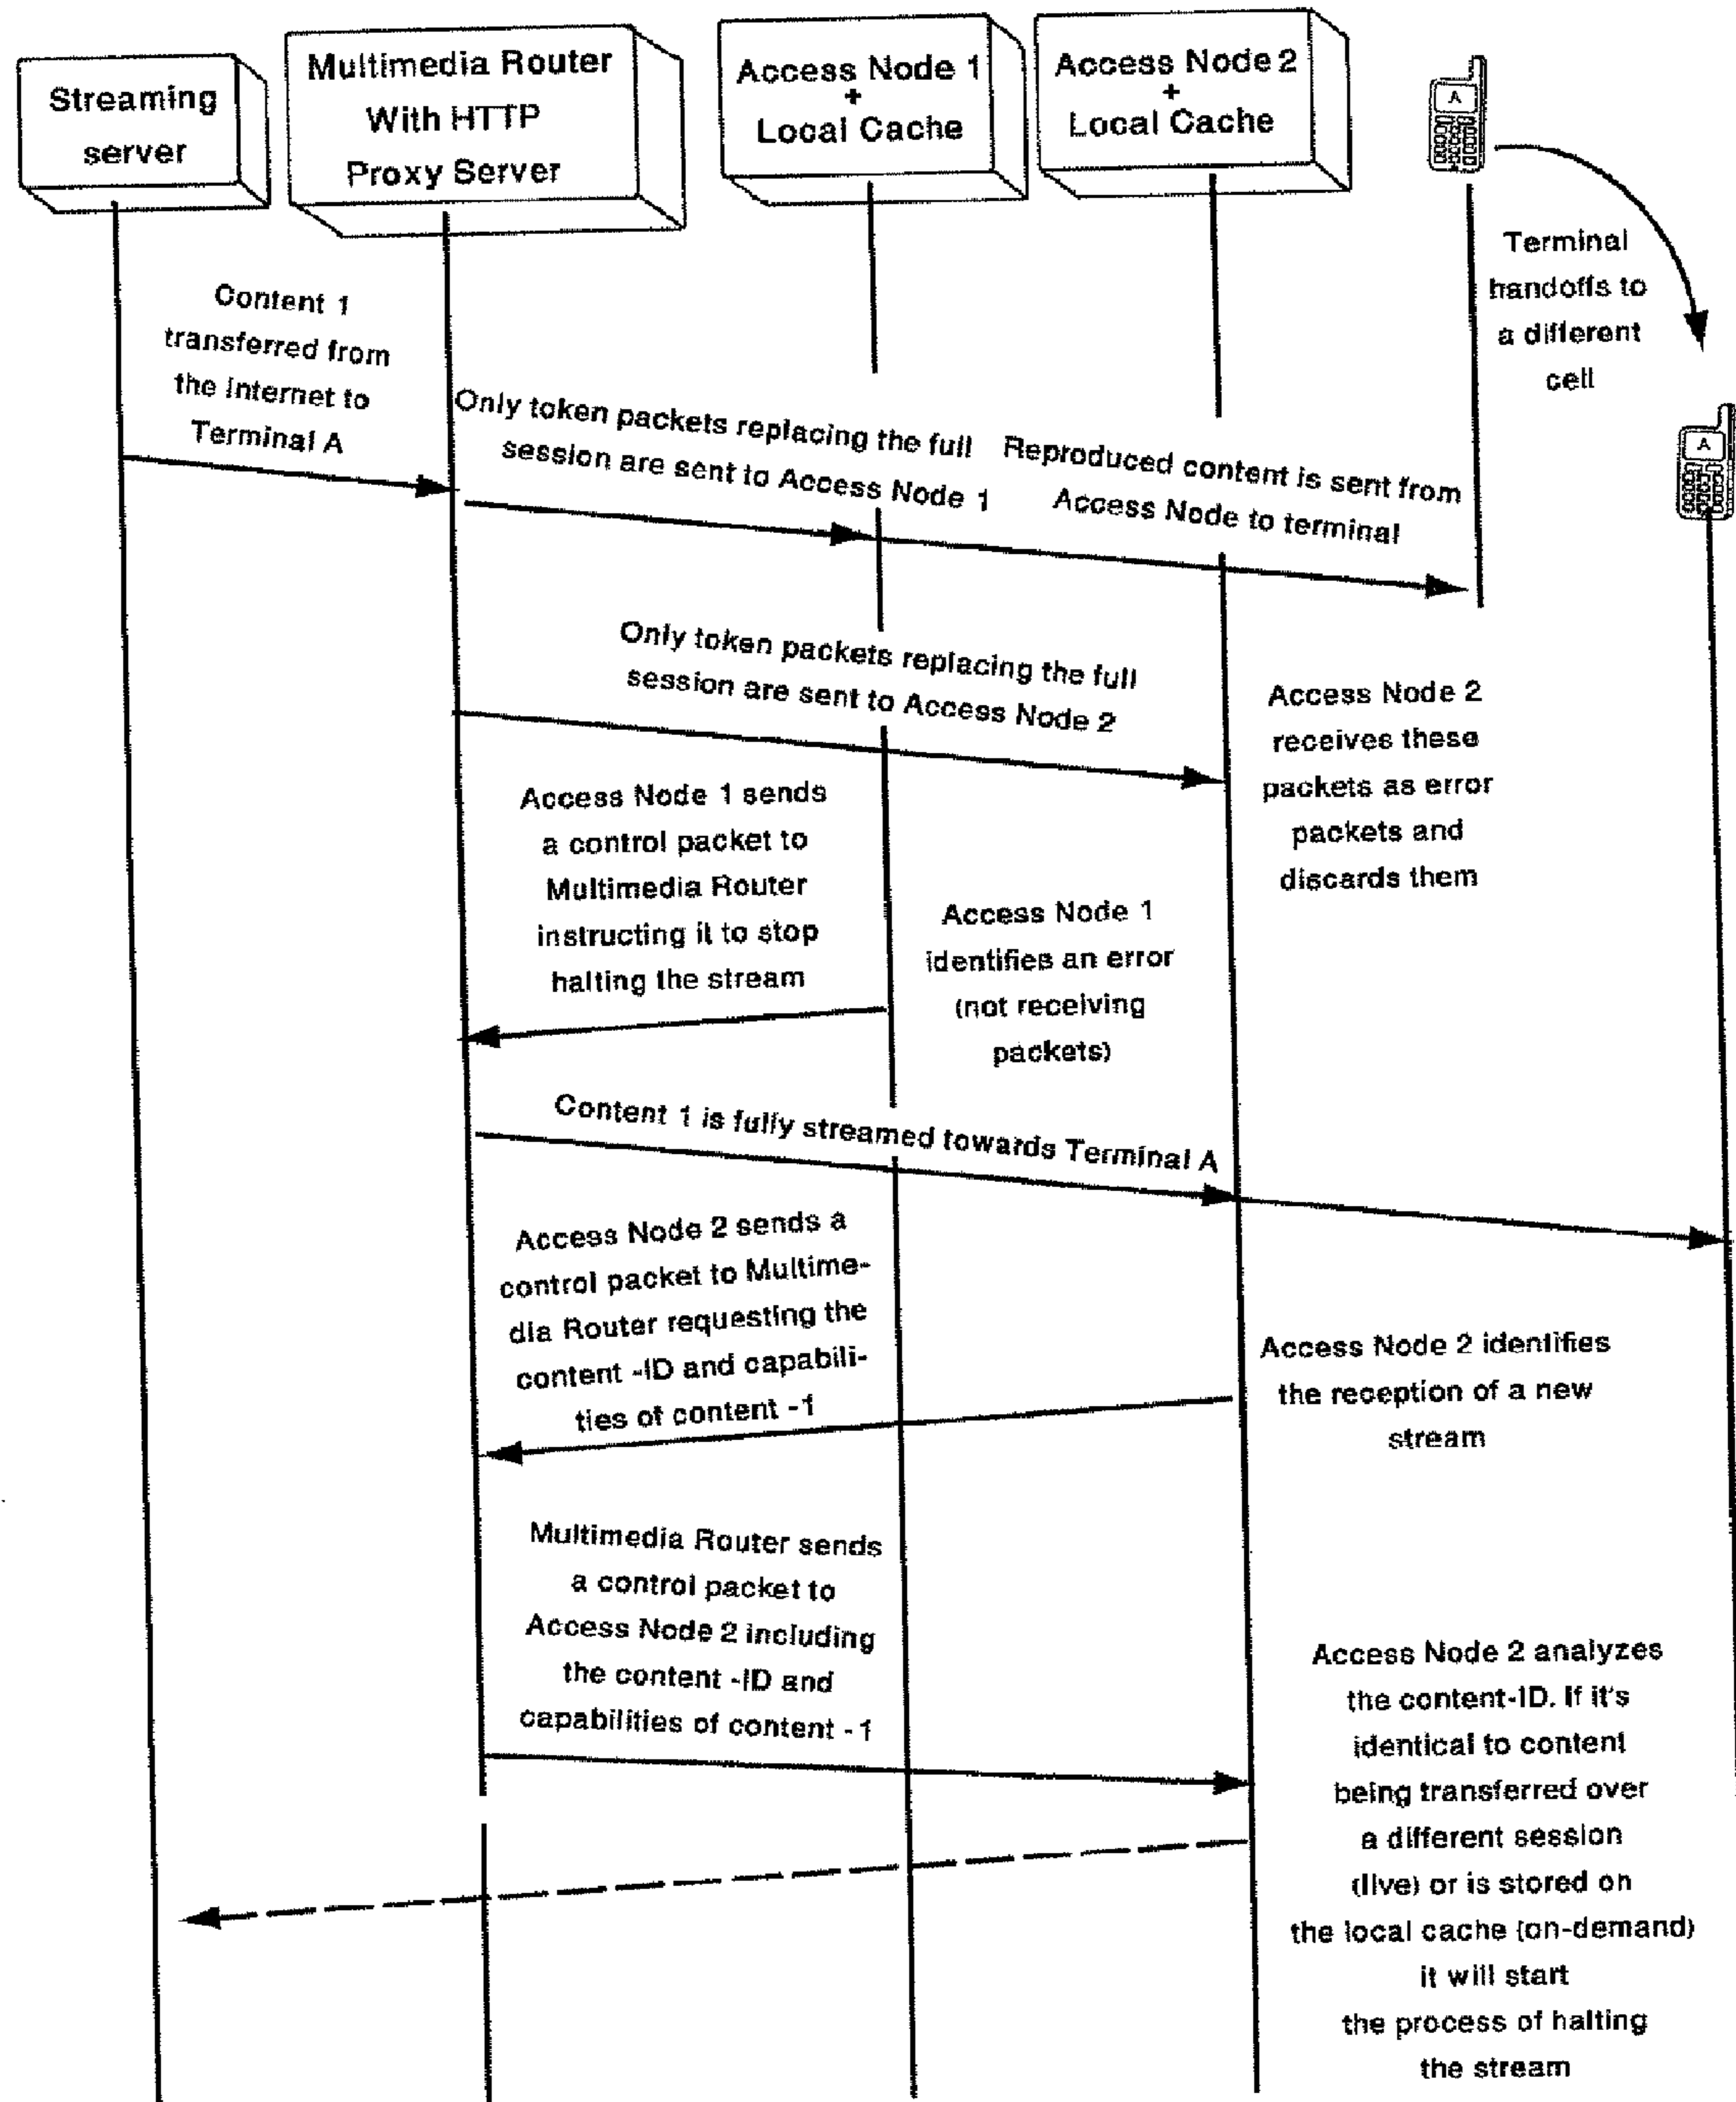 Streaming
server
Multimedia Router
With HTTP
Proxy Server
Access Node 1
+
Local Cache
Access Node 2
+
Local Cache
A
Terminal
handoffs to
a different
cell
A
Content 1
transferred from
the Internet to
Terminal A
Only token packets replacing the full
session are sent to Access Node 1
Reproduced content is sent from
Access Node to terminal
Only token packets replacing the full
session are sent to Access Node 2
Access Node 2
receives these
packets as error
packets and
discards them
Access Node 1 sends
a control packet to
Multimedia Router
instructing it to stop
halting the stream
Access Node 1
identifies an error
(not receiving
packets)
Content 1 is fully streamed towards Terminal A
Access Node 2 sends a
control packet to Multime-
dia Router requesting the
content -ID and capabili-
ties of content -1
Access Node 2 identifies
the reception of a new
stream
Multimedia Router sends
a control packet to
Access Node 2 including
the content -ID and
capabilities of content -1
Access Node 2 analyzes
the content-ID. If it's
identical to content
being transferred over
a different session
(live) or is stored on
the local cache (on-demand)
it will start
the process of halting
the stream